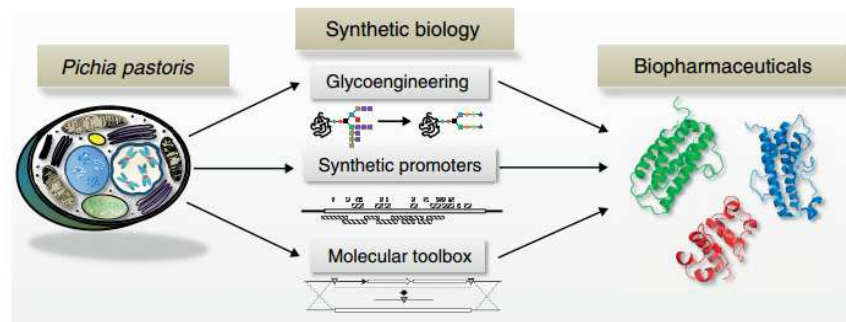 Synthetic biology
Pichia pastoris
Biopharmaceuticals
Glycoengineering
Synthetic promoters
Molecular toolbox